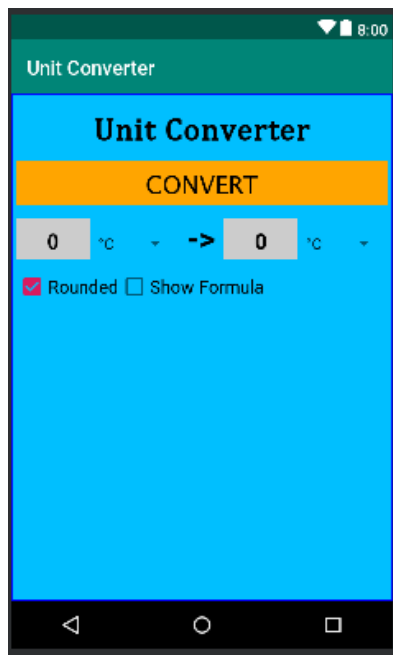 8:00
Unit Converter
Unit Converter
CONVERT
0 °C -> 0 °C
Rounded Show Formula